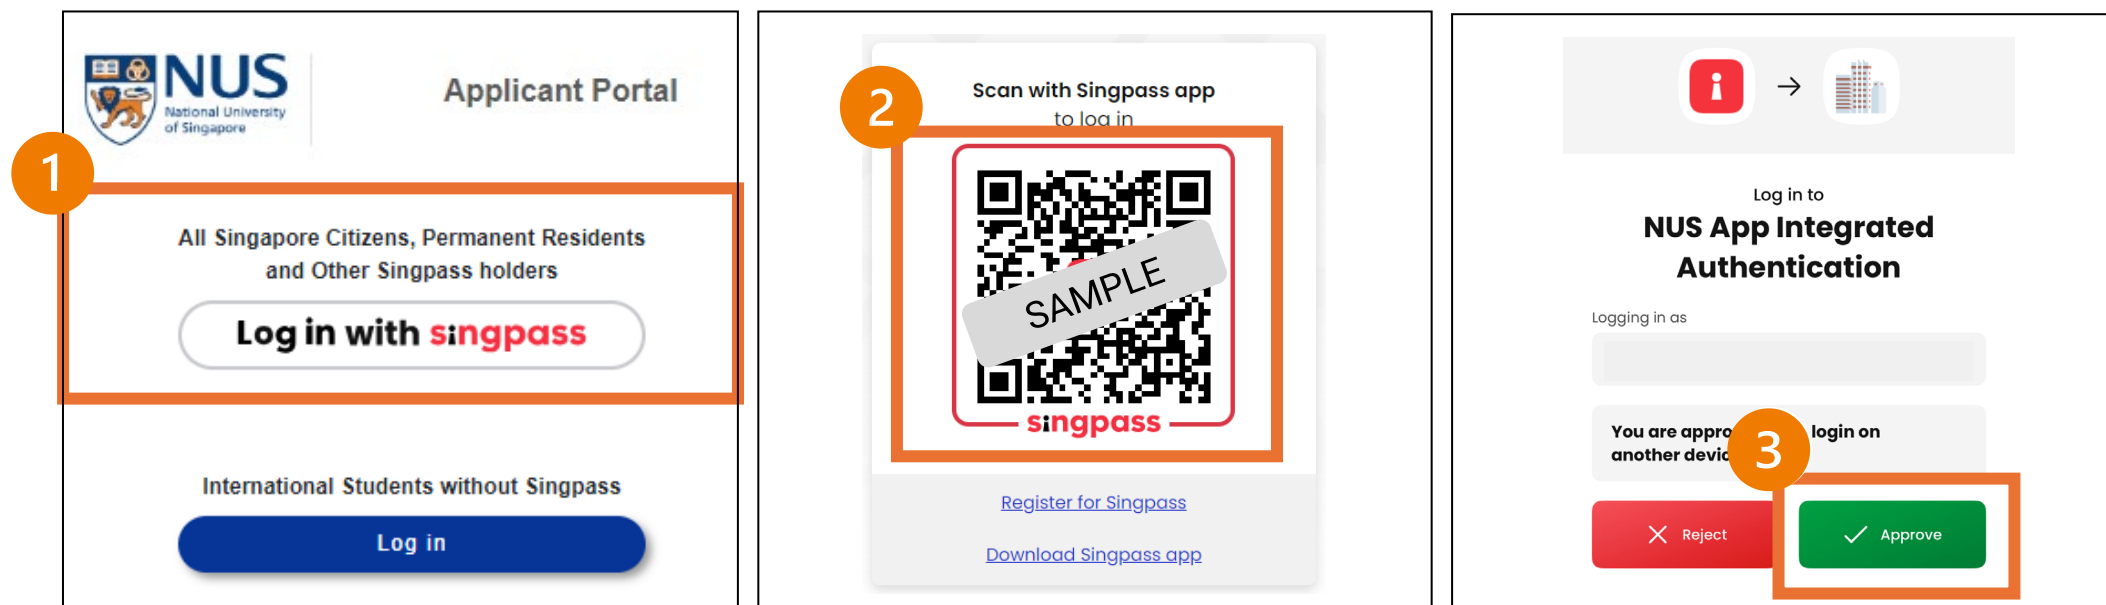 1
NUS
National University
of Singapore
Applicant Portal
All Singapore Citizens, Permanent Residents
and Other Singpass holders
Log in with singpass
International Students without Singpass
Log in
2
Scan with Singpass app
to log in
SAMPLE
singpass
Register for Singpass
Download Singpass app
Log in to
NUS App Integrated
Authentication
Logging in as
You are appro login on
another devic
3
Reject
Approve